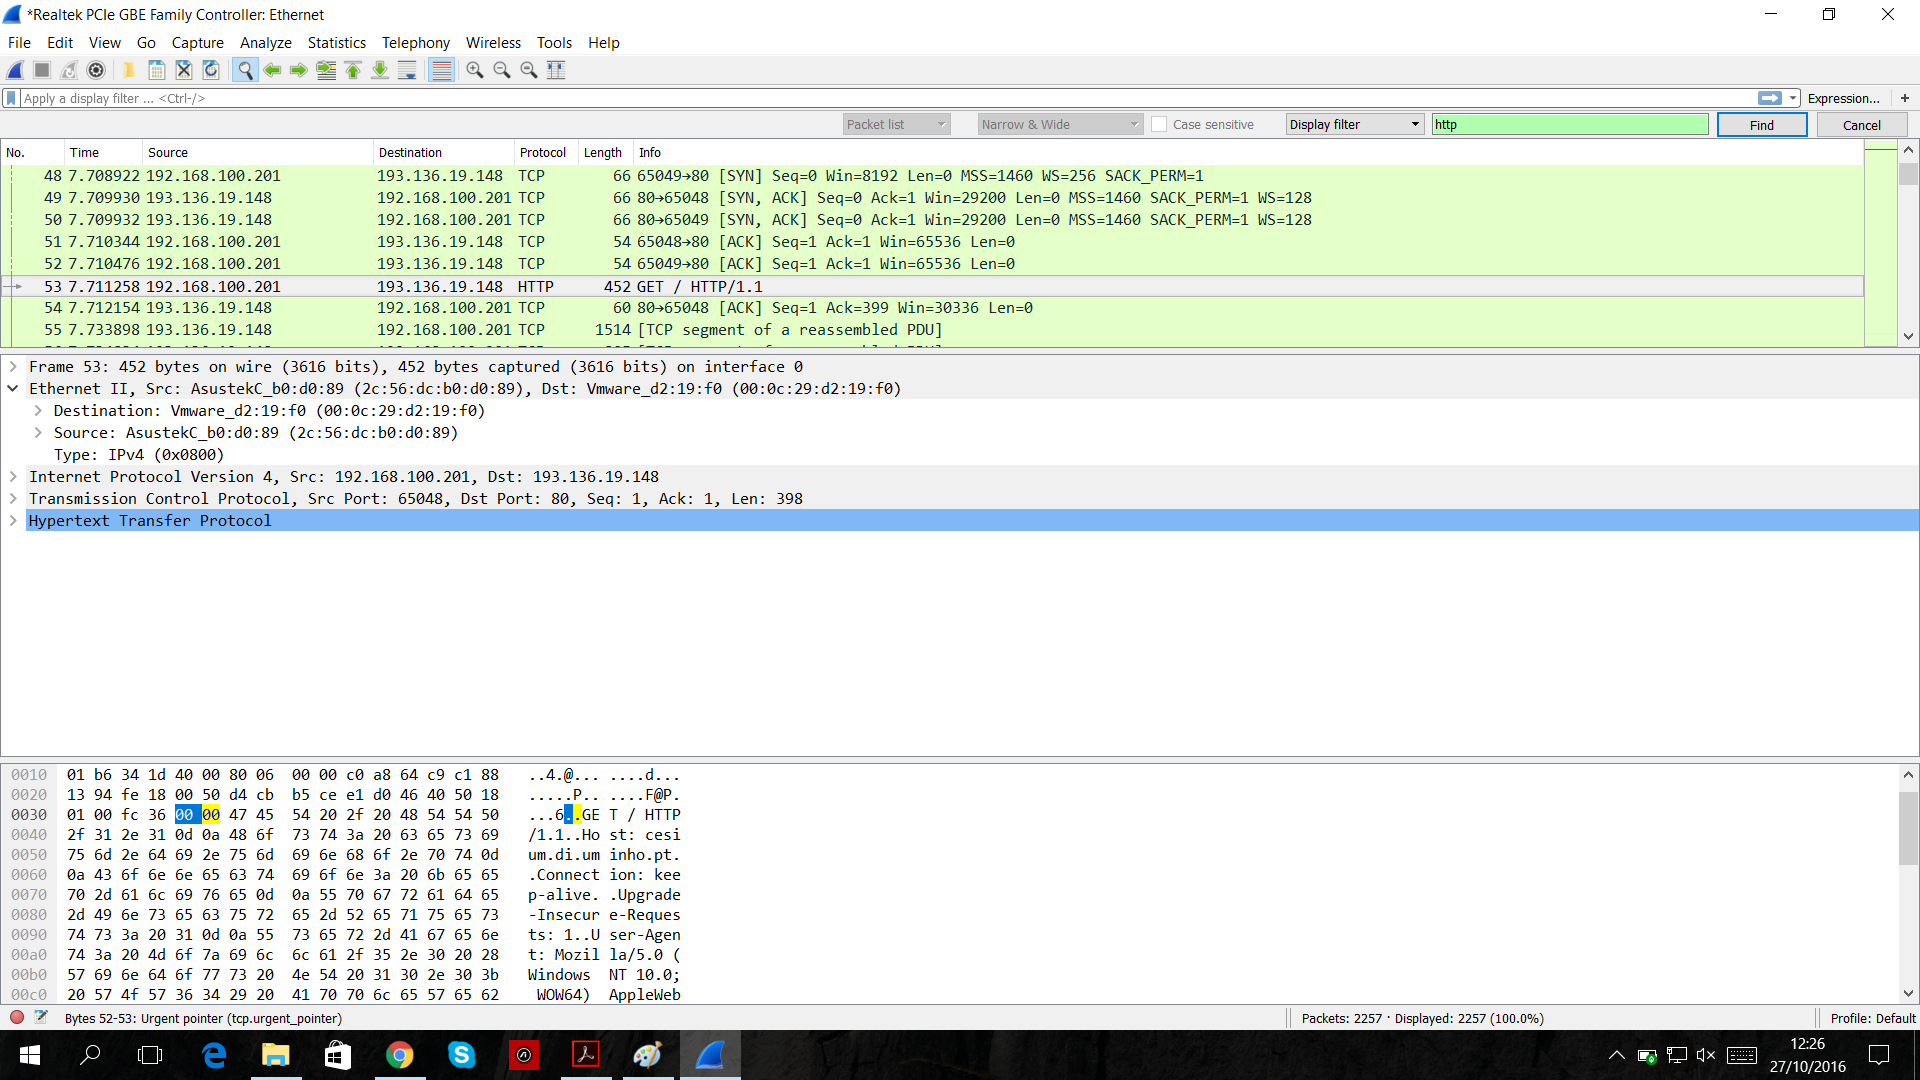 *Realtek PCIe GBE Family Controller: Ethernet
File Edit View Go Capture Analyze Statistics Telephony Wireless Tools Help
Apply a display filter ... <Ctrl-/> Expression... +
Packet list Narrow & Wide Case sensitive Display filter http Find Cancel
No. Time Source Destination Protocol Length Info
48 7.708922 192.168.100.201 193.136.19.148 TCP 66 65049→80 [SYN] Seq=0 Win=8192 Len=0 MSS=1460 WS=256 SACK_PERM=1
49 7.709930 193.136.19.148 192.168.100.201 TCP 66 80→65048 [SYN, ACK] Seq=0 Ack=1 Win=29200 Len=0 MSS=1460 SACK_PERM=1 WS=128
50 7.709932 193.136.19.148 192.168.100.201 TCP 66 80→65049 [SYN, ACK] Seq=0 Ack=1 Win=29200 Len=0 MSS=1460 SACK_PERM=1 WS=128
51 7.710344 192.168.100.201 193.136.19.148 TCP 54 65048→80 [ACK] Seq=1 Ack=1 Win=65536 Len=0
52 7.710476 192.168.100.201 193.136.19.148 TCP 54 65049→80 [ACK] Seq=1 Ack=1 Win=65536 Len=0
53 7.711258 192.168.100.201 193.136.19.148 HTTP 452 GET / HTTP/1.1
54 7.712154 193.136.19.148 192.168.100.201 TCP 60 80→65048 [ACK] Seq=1 Ack=399 Win=30336 Len=0
55 7.733898 193.136.19.148 192.168.100.201 TCP 1514 [TCP segment of a reassembled PDU]
Frame 53: 452 bytes on wire (3616 bits), 452 bytes captured (3616 bits) on interface 0
Ethernet II, Src: AsustekC_b0:d0:89 (2c:56:dc:b0:d0:89), Dst: Vmware_d2:19:f0 (00:0c:29:d2:19:f0)
Destination: Vmware_d2:19:f0 (00:0c:29:d2:19:f0)
Source: AsustekC_b0:d0:89 (2c:56:dc:b0:d0:89)
Type: IPv4 (0x0800)
Internet Protocol Version 4, Src: 192.168.100.201, Dst: 193.136.19.148
Transmission Control Protocol, Src Port: 65048, Dst Port: 80, Seq: 1, Ack: 1, Len: 398
Hypertext Transfer Protocol
0010 01 b6 34 1d 40 00 80 06 00 00 c0 a8 64 c9 c1 88 ..4.@... ....d...
0020 13 94 fe 18 00 50 d4 cb b5 ce e1 d0 46 40 50 18 .....P.. ....F@P.
0030 01 00 fc 36 00 00 47 45 54 20 2f 20 48 54 54 50 ...6..GE T / HTTP
0040 2f 31 2e 31 0d 0a 48 6f 73 74 3a 20 63 65 73 69 /1.1..Ho st: cesi
0050 75 6d 2e 64 69 2e 75 6d 69 6e 68 6f 2e 70 74 0d um.di.um inho.pt.
0060 0a 43 6f 6e 6e 65 63 74 69 6f 6e 3a 20 6b 65 65 .Connect ion: kee
0070 70 2d 61 6c 69 76 65 0d 0a 55 70 67 72 61 64 65 p-alive. .Upgrade
0080 2d 49 6e 73 65 63 75 72 65 2d 52 65 71 75 65 73 -Insecur e-Reques
0090 74 73 3a 20 31 0d 0a 55 73 65 72 2d 41 67 65 6e ts: 1..U ser-Agen
00a0 74 3a 20 4d 6f 7a 69 6c 6c 61 2f 35 2e 30 20 28 t: Mozil la/5.0 (
00b0 57 69 6e 64 6f 77 73 20 4e 54 20 31 30 2e 30 3b Windows NT 10.0;
00c0 20 57 4f 57 36 34 29 20 41 70 70 6c 65 57 65 62 WOW64) AppleWeb
Bytes 52-53: Urgent pointer (tcp.urgent_pointer) Packets: 2257 · Displayed: 2257 (100.0%) Profile: Default
12:26
27/10/2016